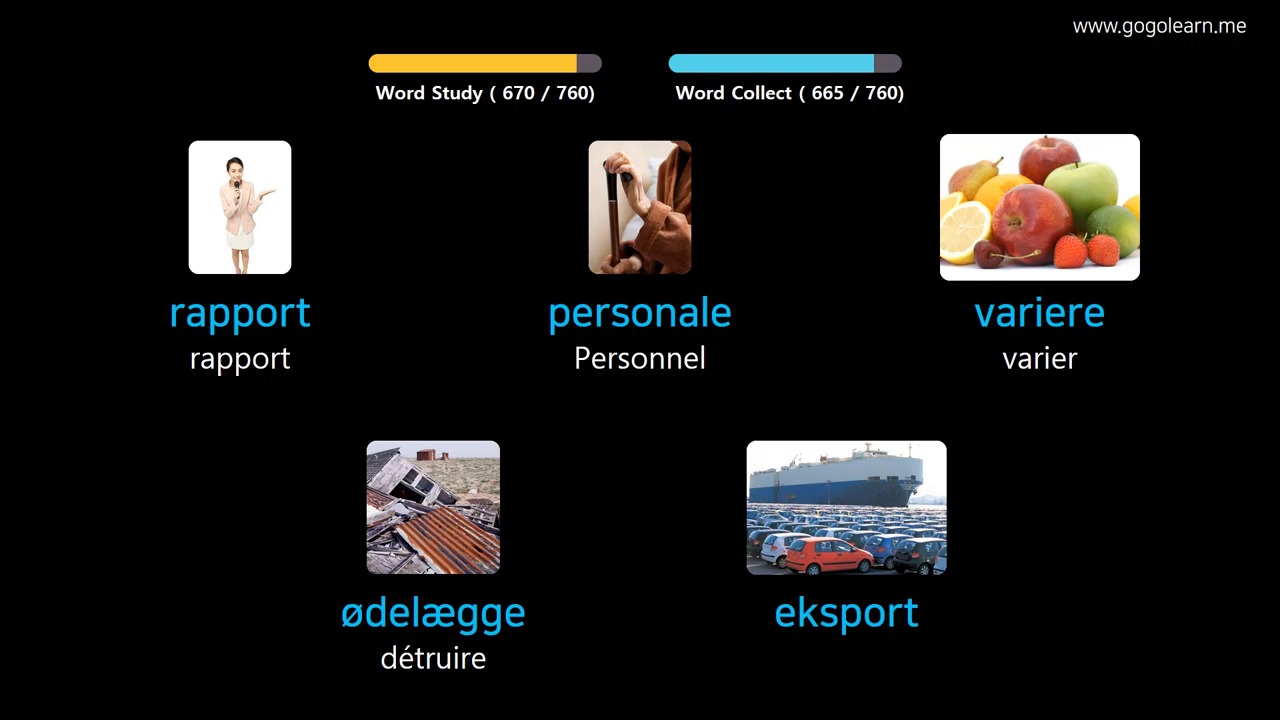 www.gogolearn.me
Word Study ( 670 / 760)
Word Collect ( 665 / 760)
rapport
rapport
personale
Personnel
variere
varier
ødelægge
détruire
eksport